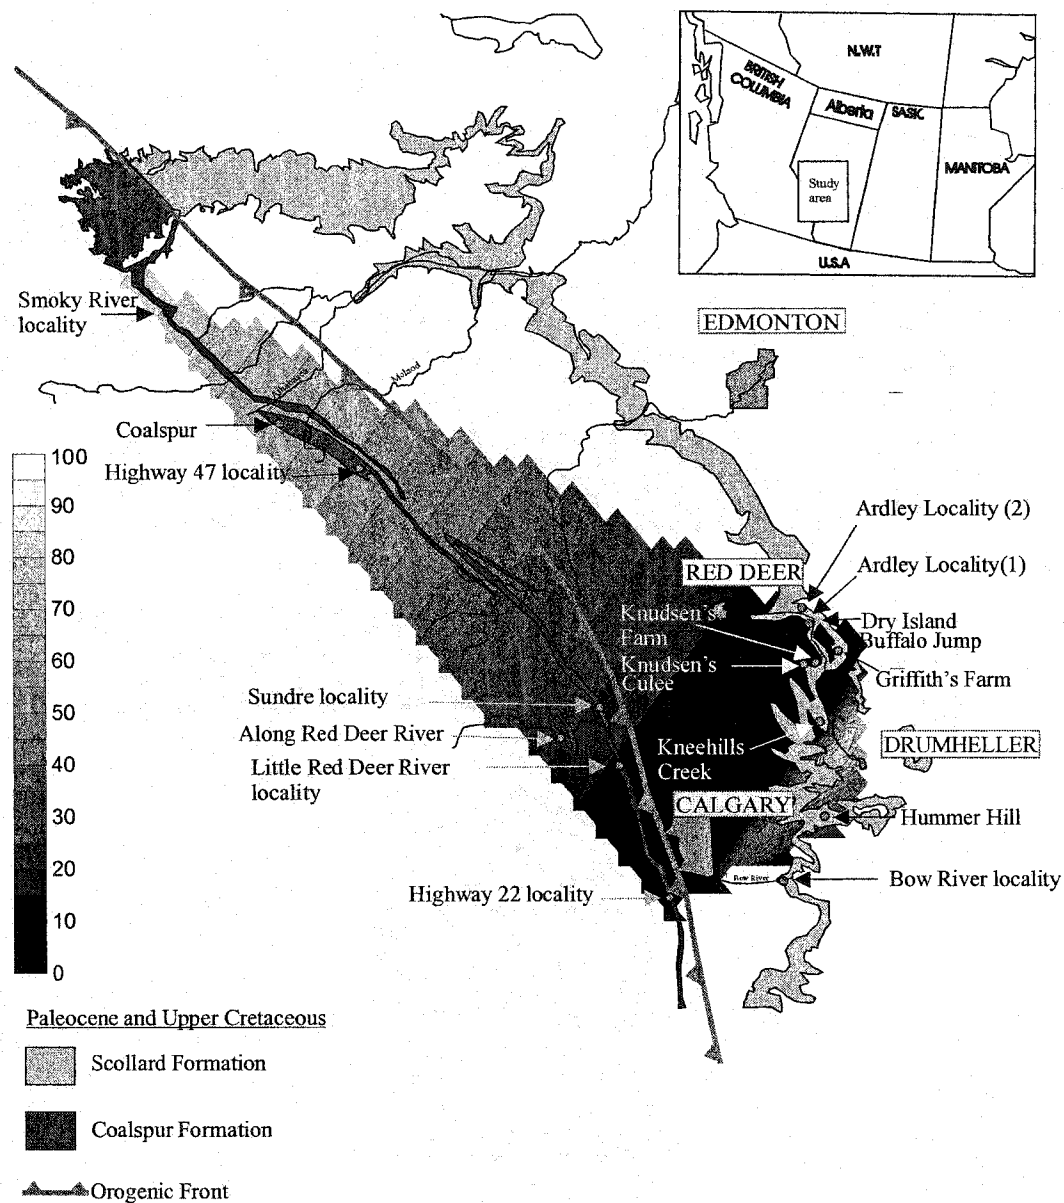 N.W.T
BRITISH
COLUMBIA
Alberta
SASK
MANITOBA
Study
area
U.S.A
Smoky River
locality
EDMONTON
Coalspur
Highway 47 locality
Ardley Locality (2)
RED DEER
Ardley Locality(1)
Knudsen's
Farm
Dry Island
Buffalo Jump
Knudsen's
Culee
Griffith's Farm
Sundre locality
Along Red Deer River
Kneehills
Creek
DRUMHELLER
Little Red Deer River
locality
CALGARY
Hummer Hill
Highway 22 locality
Bow River
Bow River locality
100
90
80
70
60
50
40
30
20
10
0
Paleocene and Upper Cretaceous
Scollard Formation
Coalspur Formation
Orogenic Front